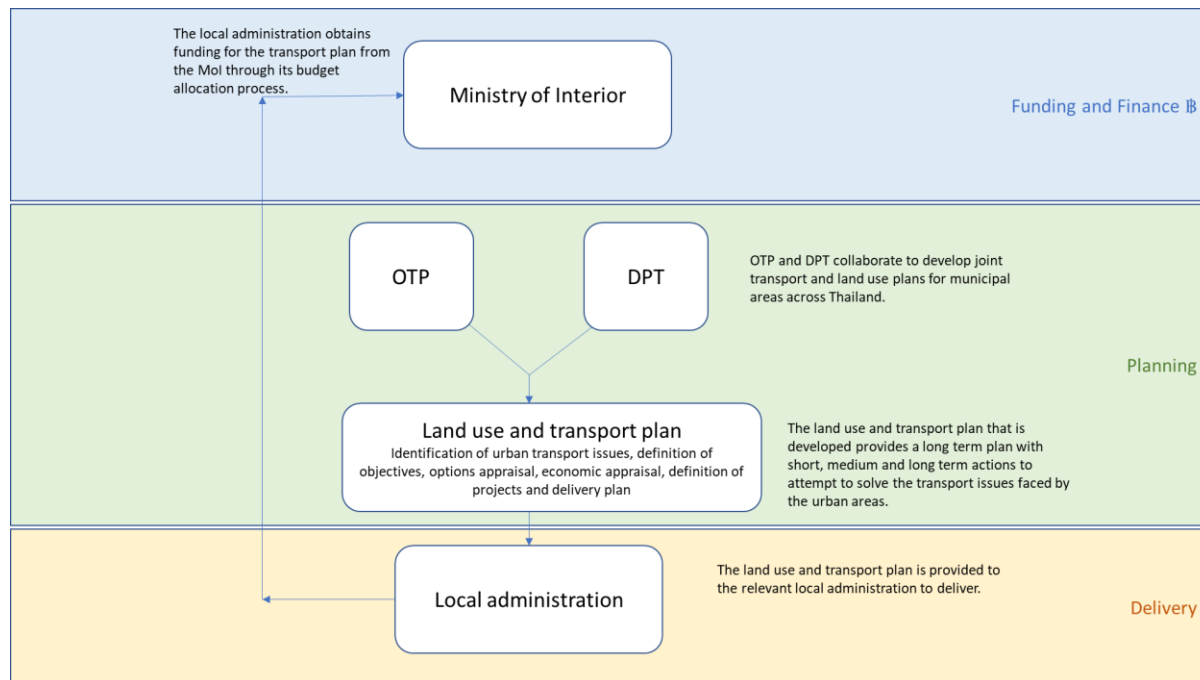 The local administration obtains
funding for the transport plan from
the MoI through its budget
allocation process.
Ministry of Interior
Funding and Finance ฿
OTP
DPT
OTP and DPT collaborate to develop joint
transport and land use plans for municipal
areas across Thailand.
Planning
Land use and transport plan
Identification of urban transport issues, definition of
objectives, options appraisal, economic appraisal, definition of
projects and delivery plan
The land use and transport plan that is
developed provides a long term plan with
short, medium and long term actions to
attempt to solve the transport issues faced by
the urban areas.
Local administration
The land use and transport plan is provided to
the relevant local administration to deliver.
Delivery